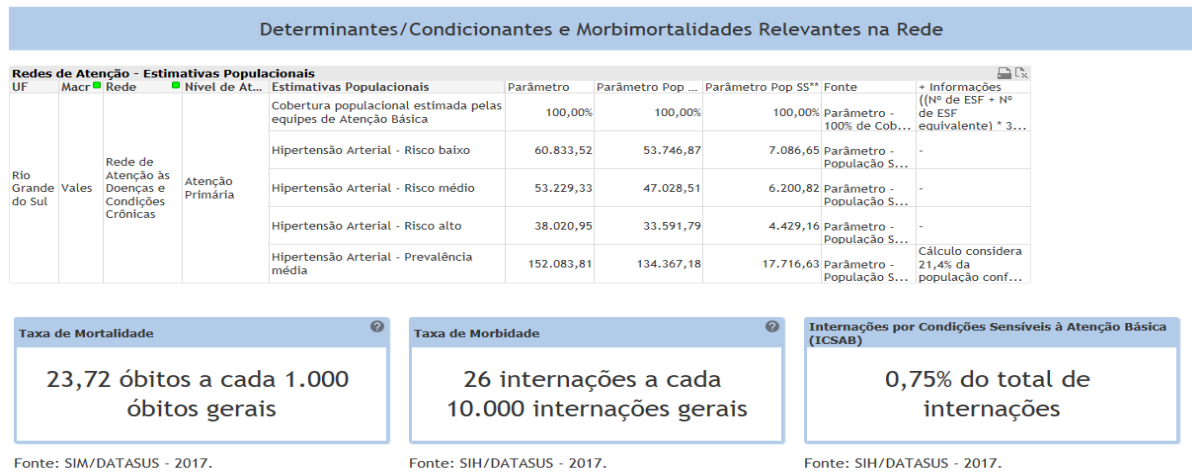 Determinantes/Condicionantes e Morbimortalidades Relevantes na Rede
Redes de Atenção - Estimativas Populacionais
UF Macr Rede Nível de At... Estimativas Populacionais Parâmetro Parâmetro Pop ... Parâmetro Pop SS** Fonte + Informações
Rio
Grande
do Sul
Vales
Rede de
Atenção às
Doenças e
Condições
Crônicas
Atenção
Primária
Cobertura populacional estimada pelas
equipes de Atenção Básica
100,00% 100,00% 100,00%
Parâmetro -
100% de Cob...
((Nº de ESF + Nº
de ESF
equivalente) * 3...
Hipertensão Arterial - Risco baixo 60.833,52 53.746,87 7.086,65
Parâmetro -
População S...
-
Hipertensão Arterial - Risco médio 53.229,33 47.028,51 6.200,82
Parâmetro -
População S...
-
Hipertensão Arterial - Risco alto 38.020,95 33.591,79 4.429,16
Parâmetro -
População S...
-
Hipertensão Arterial - Prevalência
média
152.083,81 134.367,18 17.716,63
Parâmetro -
População S...
Cálculo considera
21,4% da
população conf...
Taxa de Mortalidade ?
23,72 óbitos a cada 1.000
óbitos gerais
Fonte: SIM/DATASUS - 2017.
Taxa de Morbidade ?
26 internações a cada
10.000 internações gerais
Fonte: SIH/DATASUS - 2017.
Internações por Condições Sensíveis à Atenção Básica
(ICSAB)
0,75% do total de
internações
Fonte: SIH/DATASUS - 2017.